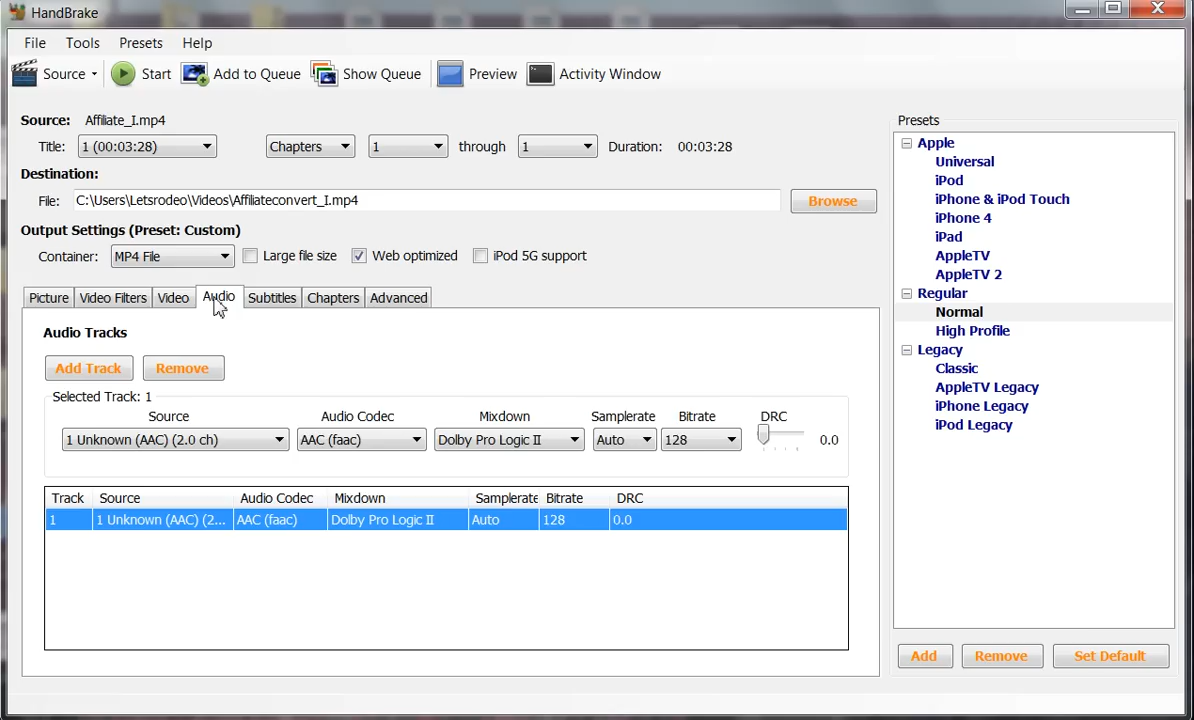 HandBrake
File Tools Presets Help
Source Start Add to Queue Show Queue Preview Activity Window
Source: Affiliate_I.mp4
Title: 1 (00:03:28) Chapters 1 through 1 Duration: 00:03:28
Destination:
File: C:\Users\Letsrodeo\Videos\Affiliateconvert_I.mp4 Browse
Output Settings (Preset: Custom)
Container: MP4 File Large file size Web optimized iPod 5G support
Picture Video Filters Video Audio Subtitles Chapters Advanced
Audio Tracks
Add Track Remove
Selected Track: 1
Source Audio Codec Mixdown Samplerate Bitrate DRC
1 Unknown (AAC) (2.0 ch) AAC (faac) Dolby Pro Logic II Auto 128 0.0
Track Source Audio Codec Mixdown Samplerate Bitrate DRC
1 1 Unknown (AAC) (2... AAC (faac) Dolby Pro Logic II Auto 128 0.0
Presets
Apple
Universal
iPod
iPhone & iPod Touch
iPhone 4
iPad
AppleTV
AppleTV 2
Regular
Normal
High Profile
Legacy
Classic
AppleTV Legacy
iPhone Legacy
iPod Legacy
Add Remove Set Default